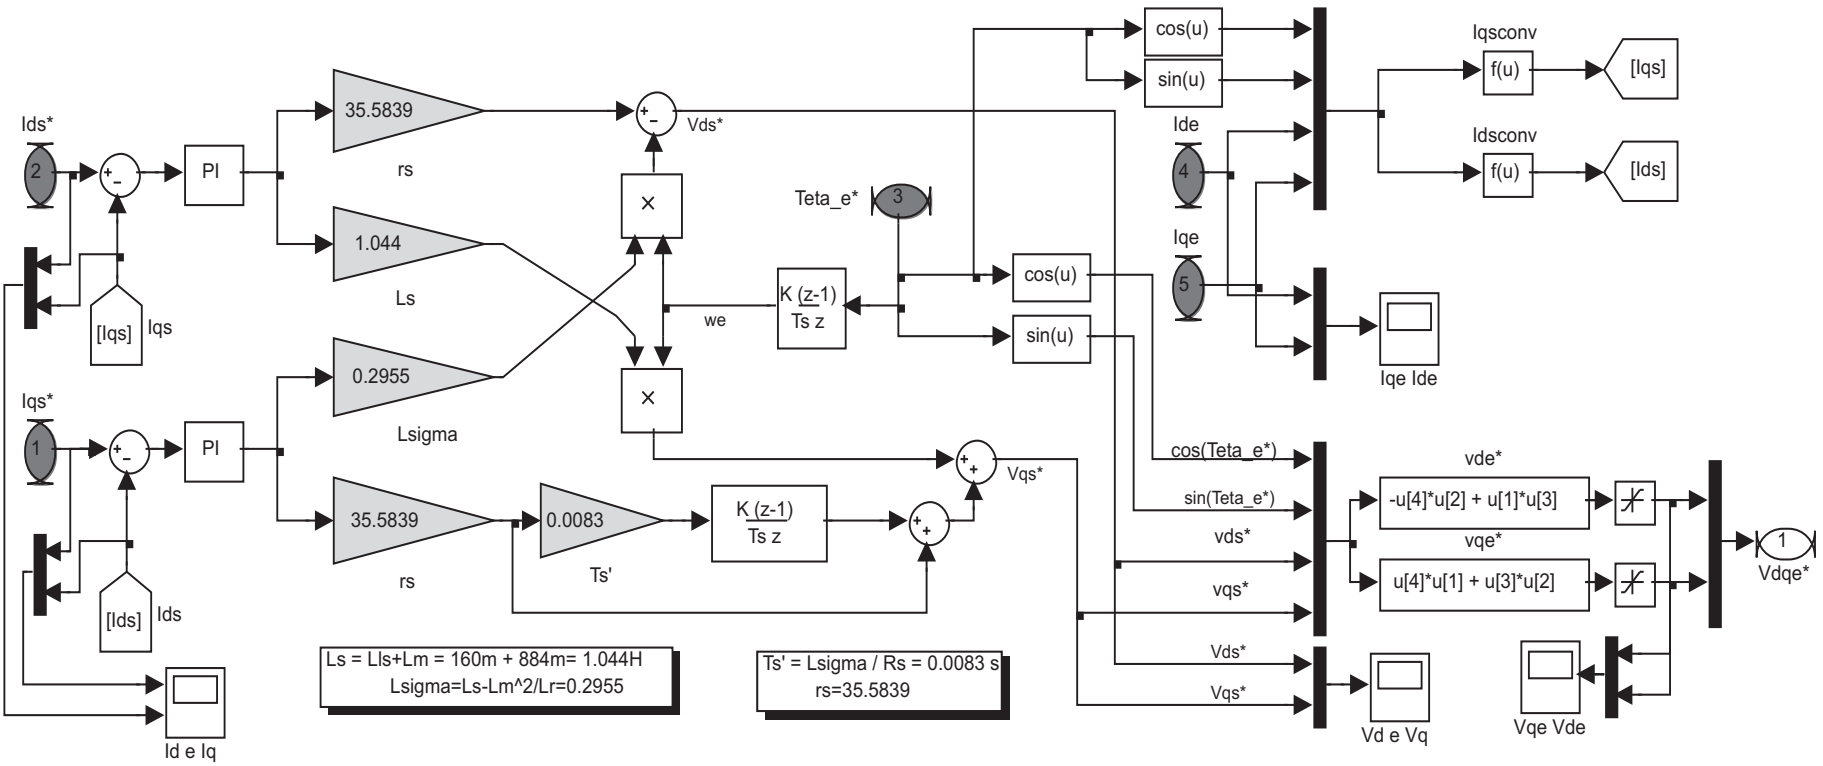 Ids*
2
+
−
PI
35.5839
rs
1.044
Ls
[Iqs]
Iqs
0.2955
Lsigma
Iqs*
1
+
−
PI
35.5839
rs
0.0083
Ts'
K (z-1)
Ts z
[Ids]
Ids
Id e Iq
Ls = Lls+Lm = 160m + 884m= 1.044H
Lsigma=Ls-Lm^2/Lr=0.2955
Ts' = Lsigma / Rs = 0.0083 s
rs=35.5839
+
−
Vds*
×
×
we
K (z-1)
Ts z
Teta_e*
3
+
+
+
+
Vqs*
cos(u)
sin(u)
cos(u)
sin(u)
Ide
4
Iqe
5
Iqsconv
f(u)
[Iqs]
Idsconv
f(u)
[Ids]
Iqe Ide
cos(Teta_e*)
sin(Teta_e*)
vds*
vqs*
Vds*
Vqs*
Vd e Vq
vde*
-u[4]*u[2] + u[1]*u[3]
vqe*
u[4]*u[1] + u[3]*u[2]
1
Vdqe*
Vqe Vde